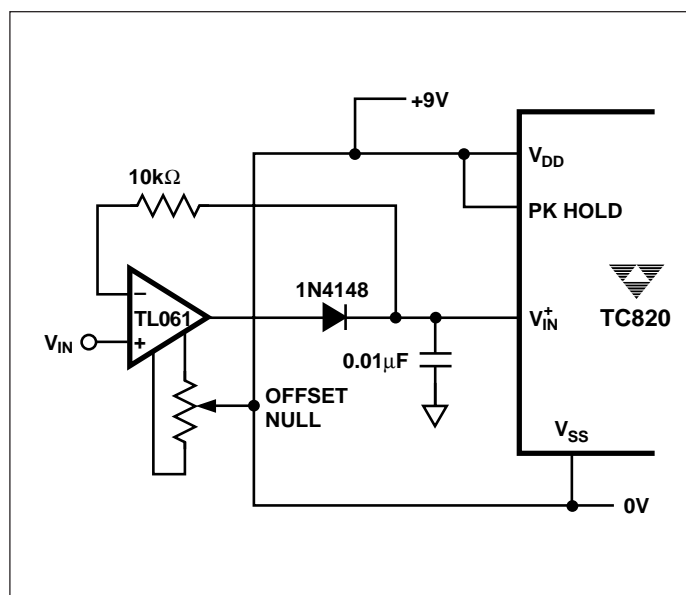 +9V
VDD
10kΩ
PK HOLD
1N4148
–
TL061
VIN
+
V+IN
TC820
0.01µF
OFFSET
NULL
VSS
0V